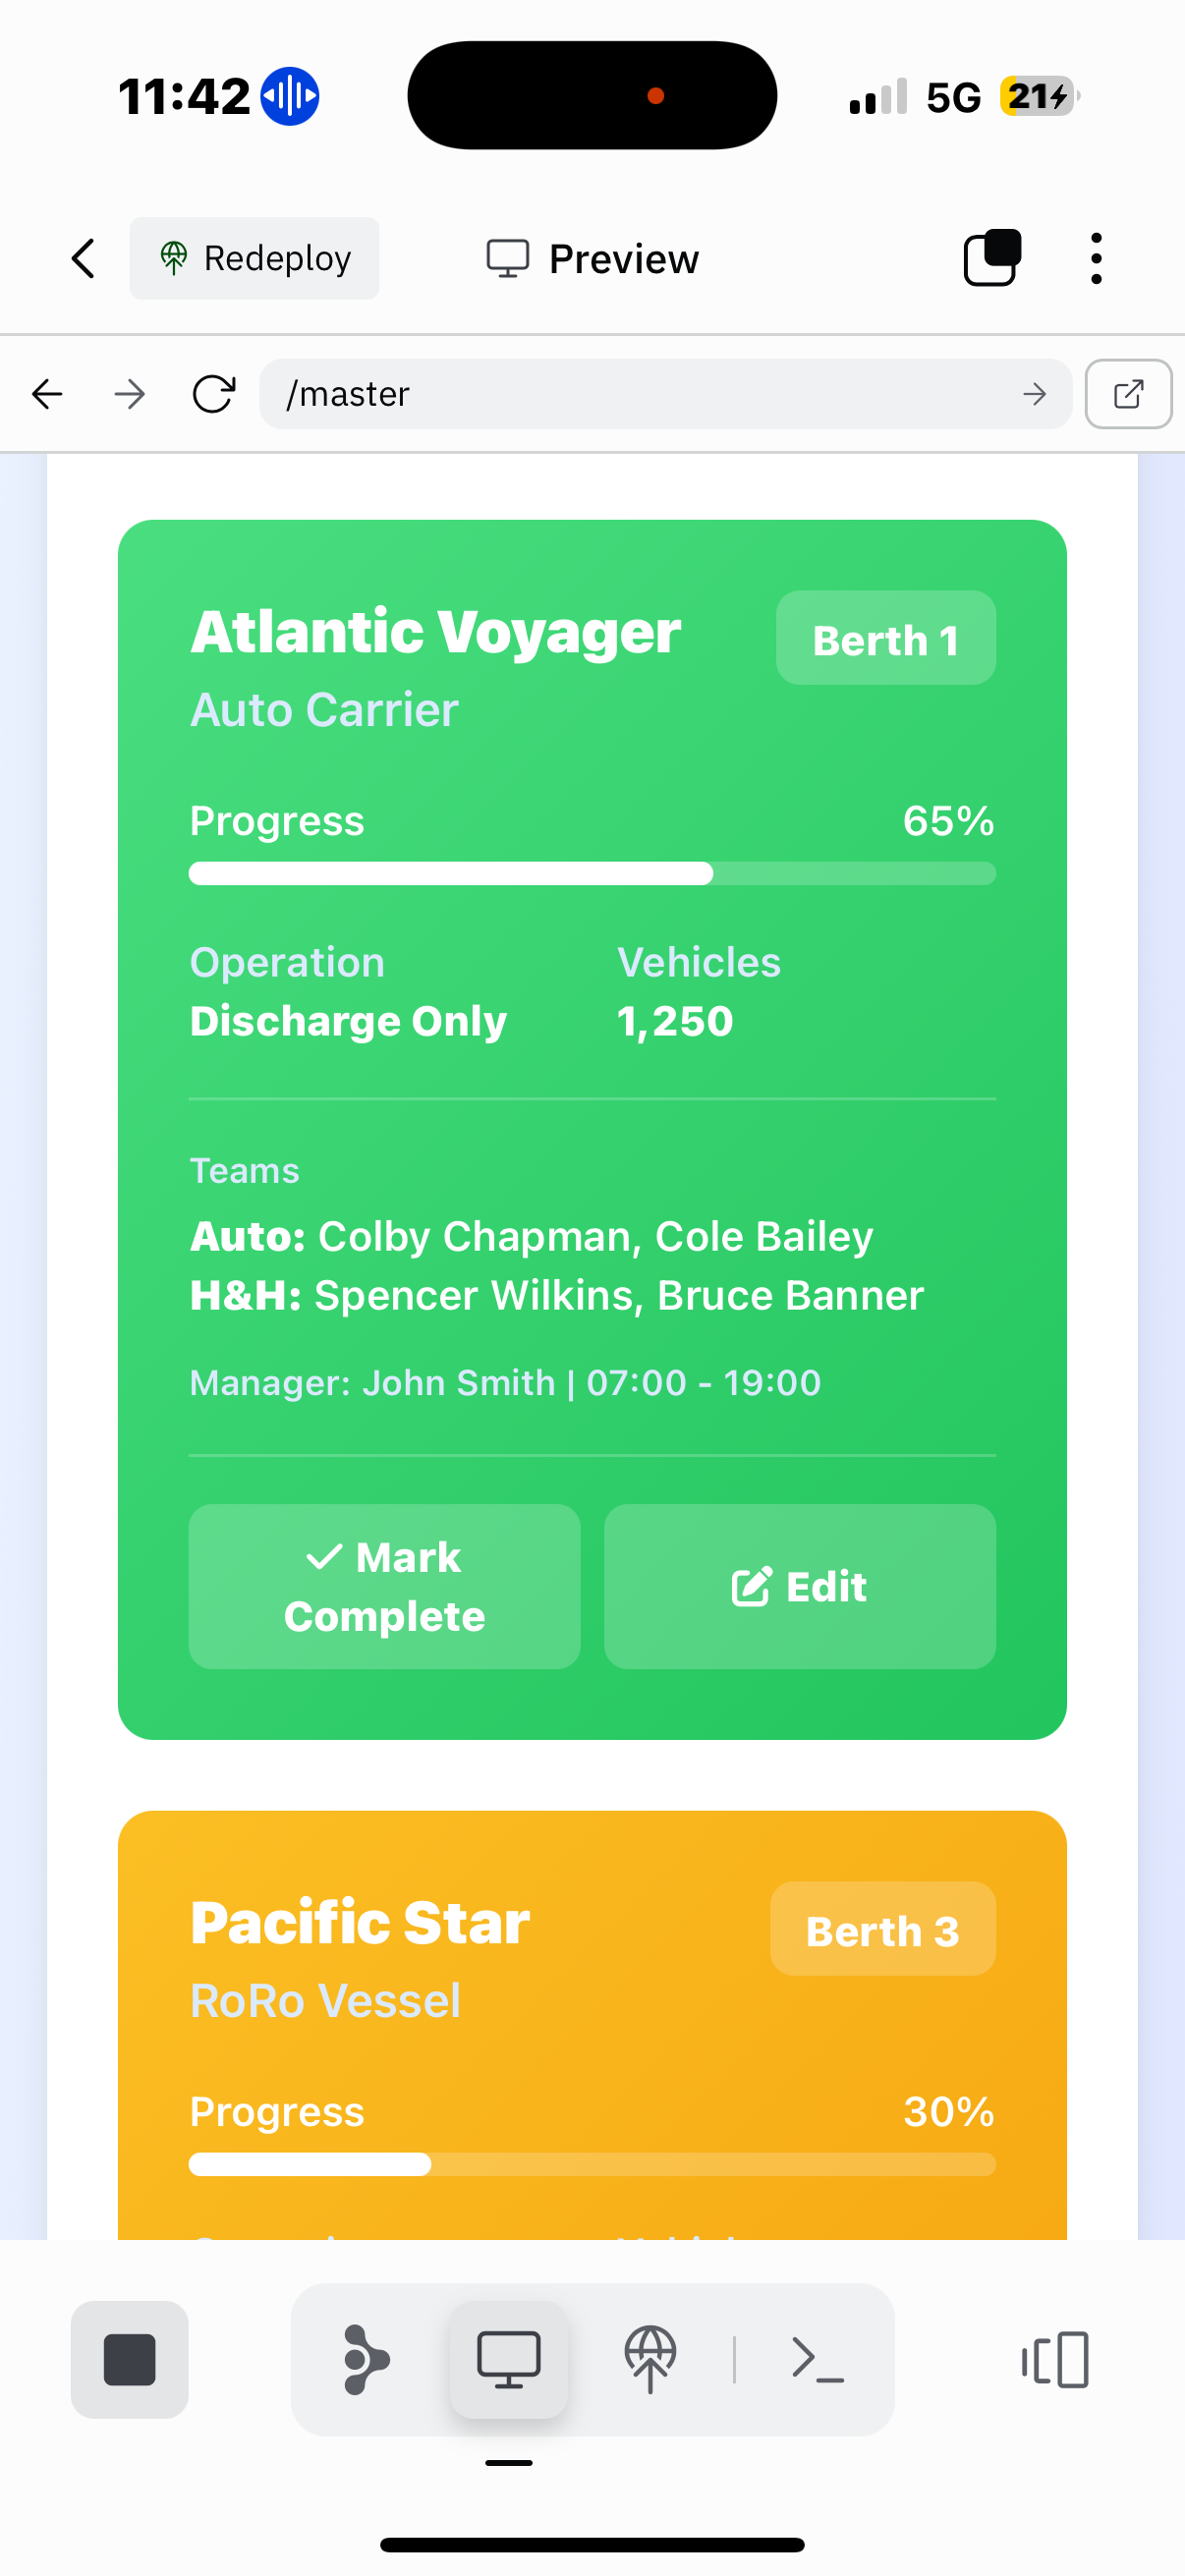 11:42
5G
21
Redeploy
Preview
/master
Atlantic Voyager
Berth 1
Auto Carrier
Progress
65%
Operation
Vehicles
Discharge Only
1,250
Teams
Auto: Colby Chapman, Cole Bailey
H&H: Spencer Wilkins, Bruce Banner
Manager: John Smith | 07:00 - 19:00
Mark
Complete
Edit
Pacific Star
Berth 3
RoRo Vessel
Progress
30%